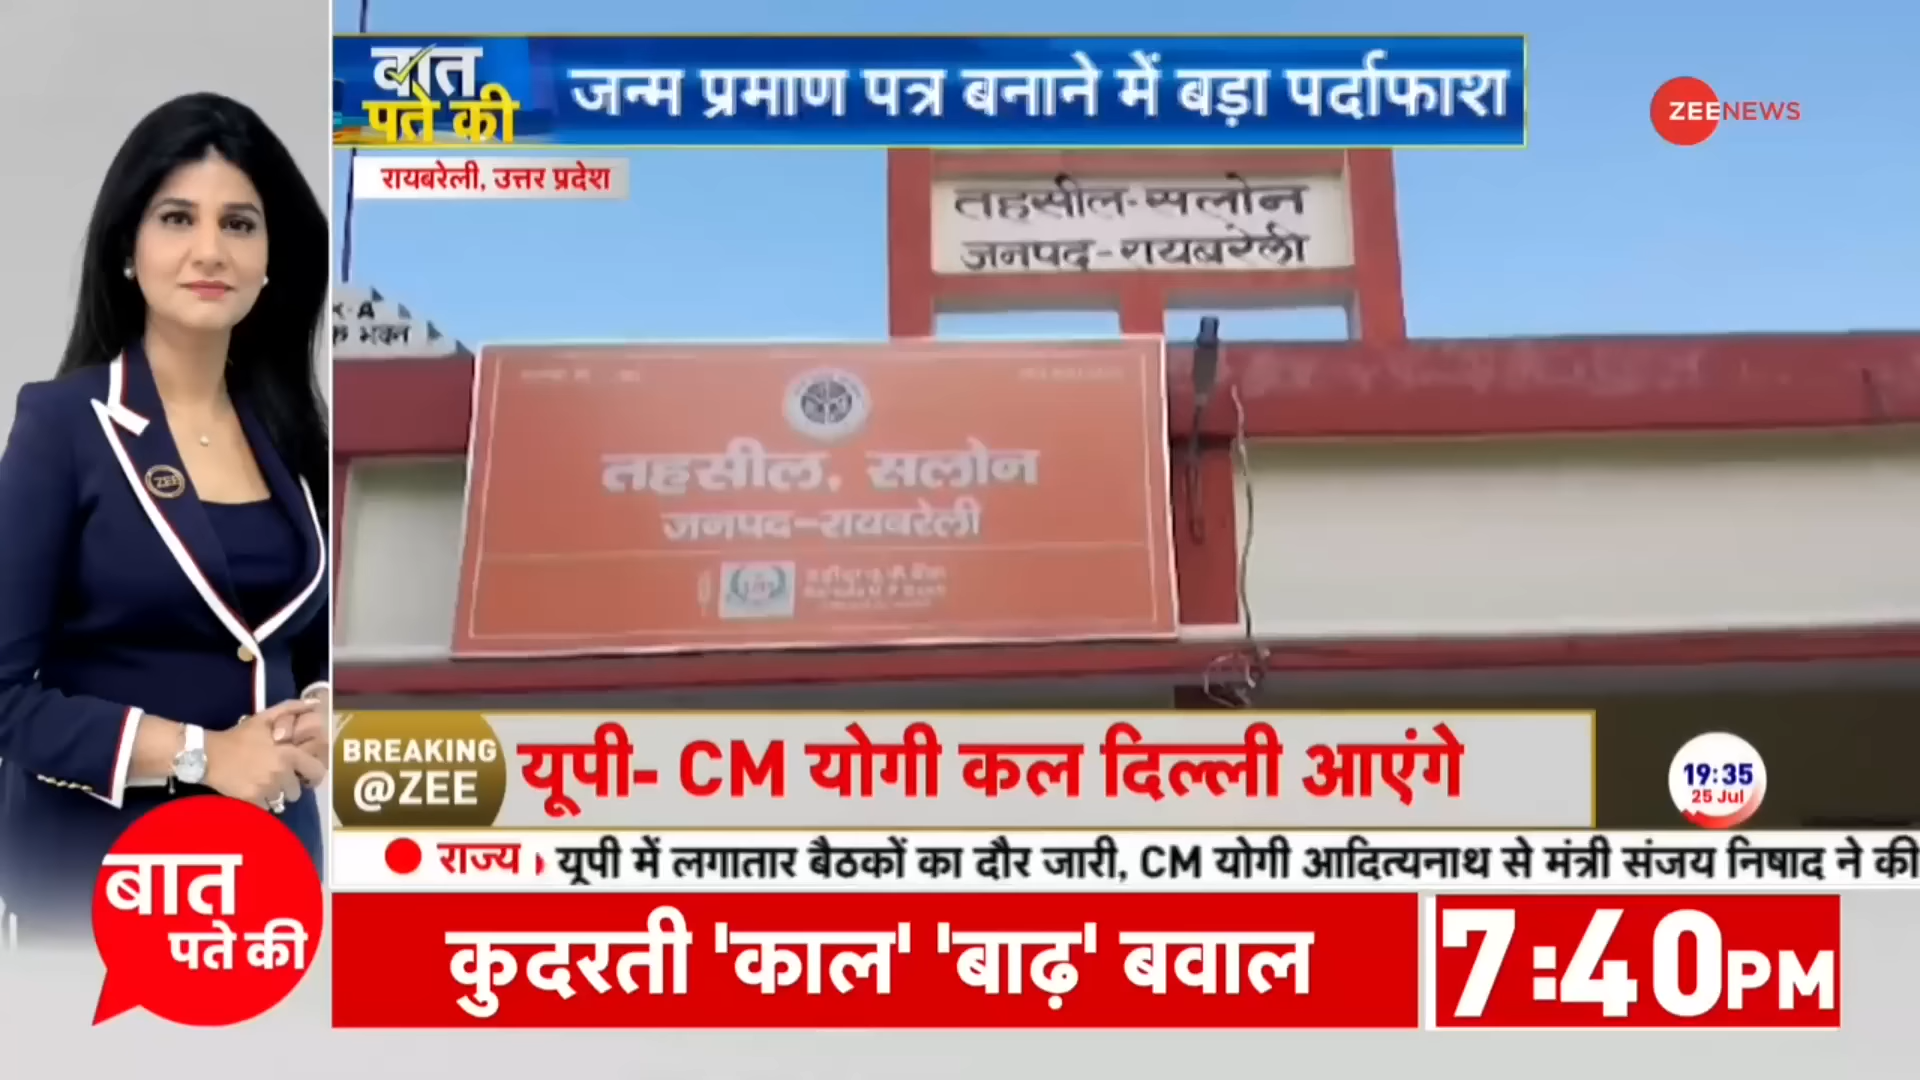 बात
पते की
जन्म प्रमाण पत्र बनाने में बड़ा पर्दाफाश
ZEENEWS
रायबरेली, उत्तर प्रदेश
तहसील-सलोन
जनपद-रायबरेली
भक्त
तहसील, सलोन
जनपद-रायबरेली
ZEE
BREAKING
@ZEE
यूपी- CM योगी कल दिल्ली आएंगे
19:35
25 Jul
राज्य
यूपी में लगातार बैठकों का दौर जारी, CM योगी आदित्यनाथ से मंत्री संजय निषाद ने की
बात
पते की
कुदरती 'काल' 'बाढ़' बवाल
7:40PM